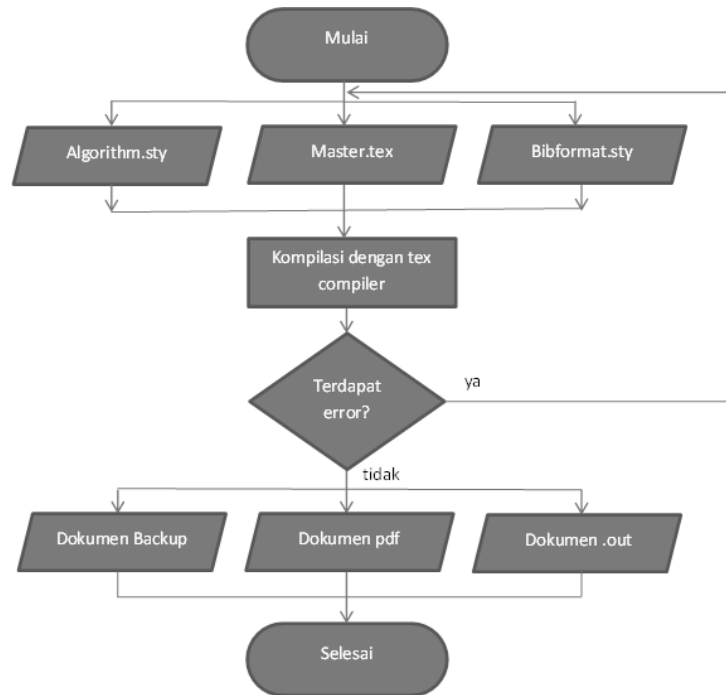 Mulai
Algorithm.sty
Master.tex
Bibformat.sty
Kompilasi dengan tex
compiler
Terdapat
error?
ya
tidak
Dokumen Backup
Dokumen pdf
Dokumen .out
Selesai